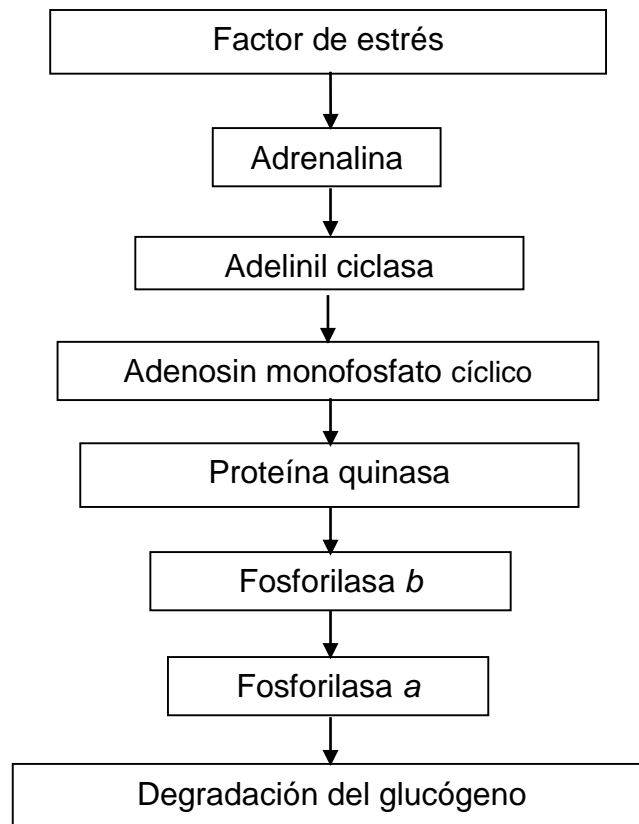 Factor de estrés
Adrenalina
Adelinil ciclasa
Adenosin monofosfato cíclico
Proteína quinasa
Fosforilasa b
Fosforilasa a
Degradación del glucógeno